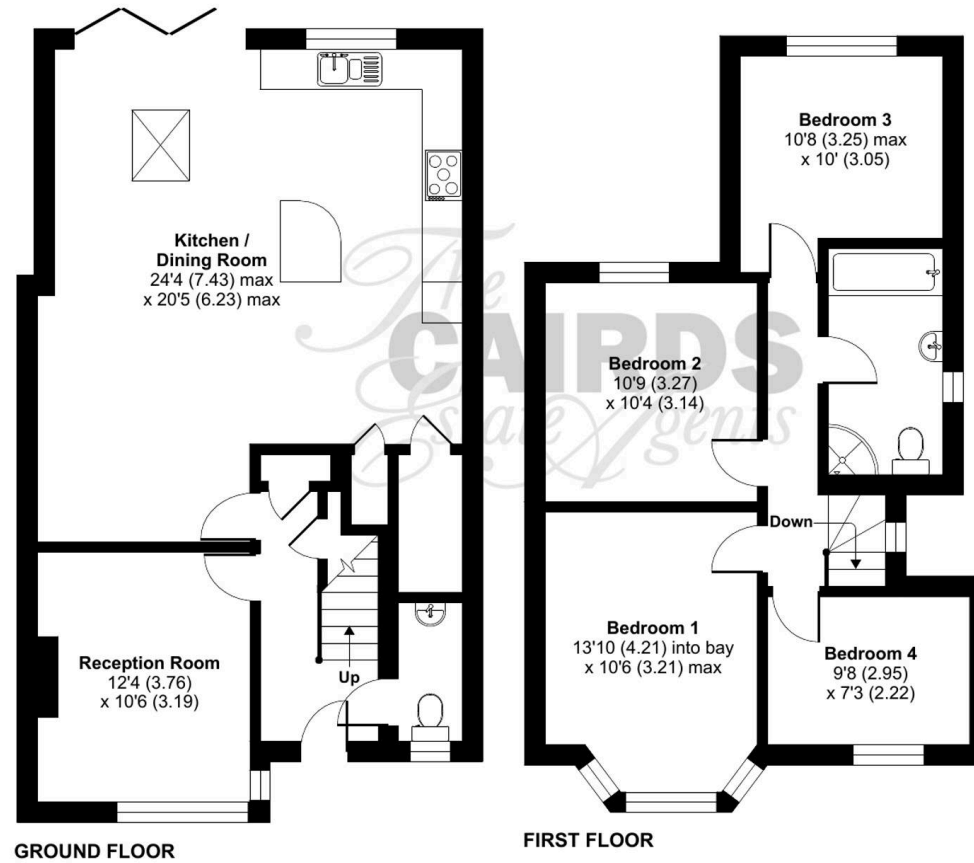 Kitchen /
Dining Room
24'4 (7.43) max
x 20'5 (6.23) max
Reception Room
12'4 (3.76)
x 10'6 (3.19)
Up
GROUND FLOOR
Bedroom 3
10'8 (3.25) max
x 10' (3.05)
Bedroom 2
10'9 (3.27)
x 10'4 (3.14)
Down
Bedroom 1
13'10 (4.21) into bay
x 10'6 (3.21) max
Bedroom 4
9'8 (2.95)
x 7'3 (2.22)
FIRST FLOOR
The
CAIRDS
Estate Agents